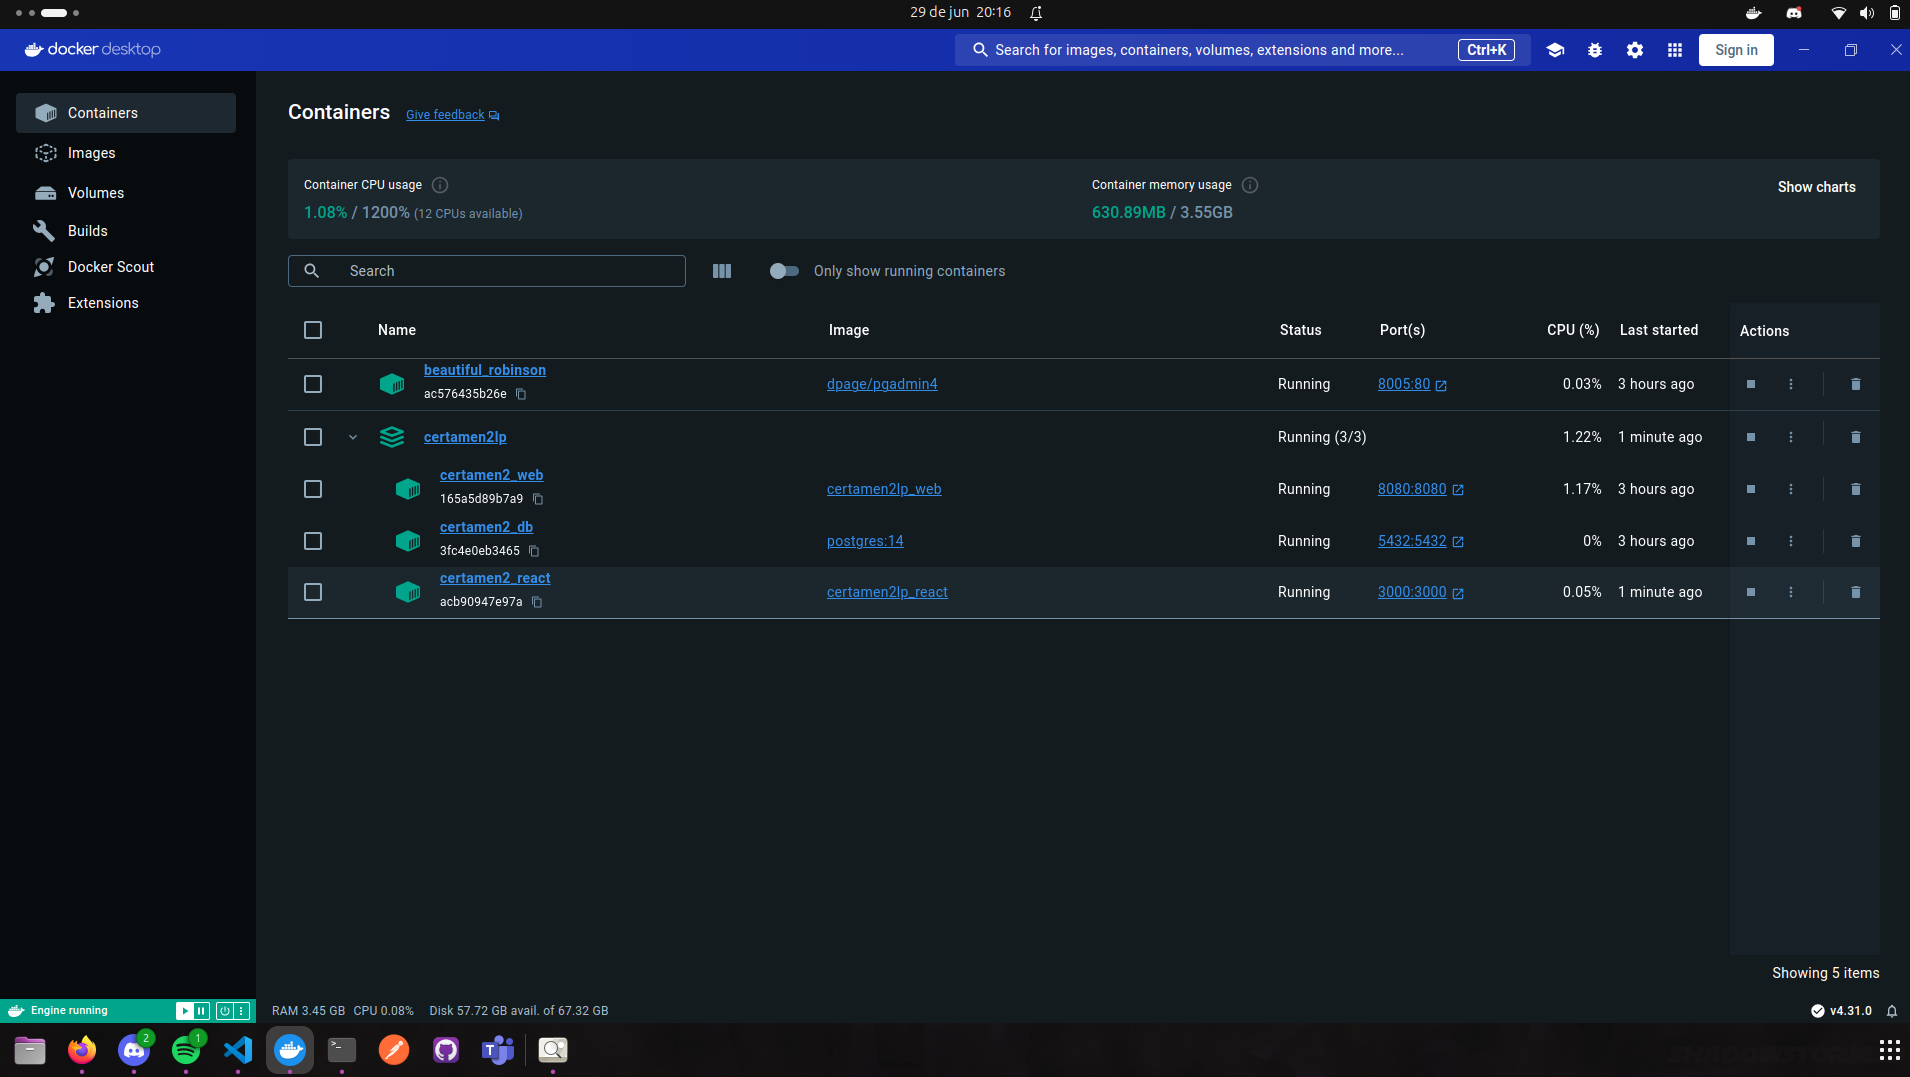 29 de jun 20:16
docker desktop
Search for images, containers, volumes, extensions and more...
Ctrl+K
Sign in
Containers
Images
Volumes
Builds
Docker Scout
Extensions
Containers
Give feedback
Container CPU usage
1.08% / 1200% (12 CPUs available)
Container memory usage
630.89MB / 3.55GB
Show charts
Search
Only show running containers
Name Image Status Port(s) CPU (%) Last started Actions
beautiful_robinson
ac576435b26e
dpage/pgadmin4 Running 8005:80 0.03% 3 hours ago
certamen2lp Running (3/3) 1.22% 1 minute ago
certamen2_web
165a5d89b7a9
certamen2lp_web Running 8080:8080 1.17% 3 hours ago
certamen2_db
3fc4e0eb3465
postgres:14 Running 5432:5432 0% 3 hours ago
certamen2_react
acb90947e97a
certamen2lp_react Running 3000:3000 0.05% 1 minute ago
Showing 5 items
Engine running
RAM 3.45 GB CPU 0.08% Disk 57.72 GB avail. of 67.32 GB
v4.31.0
2
1